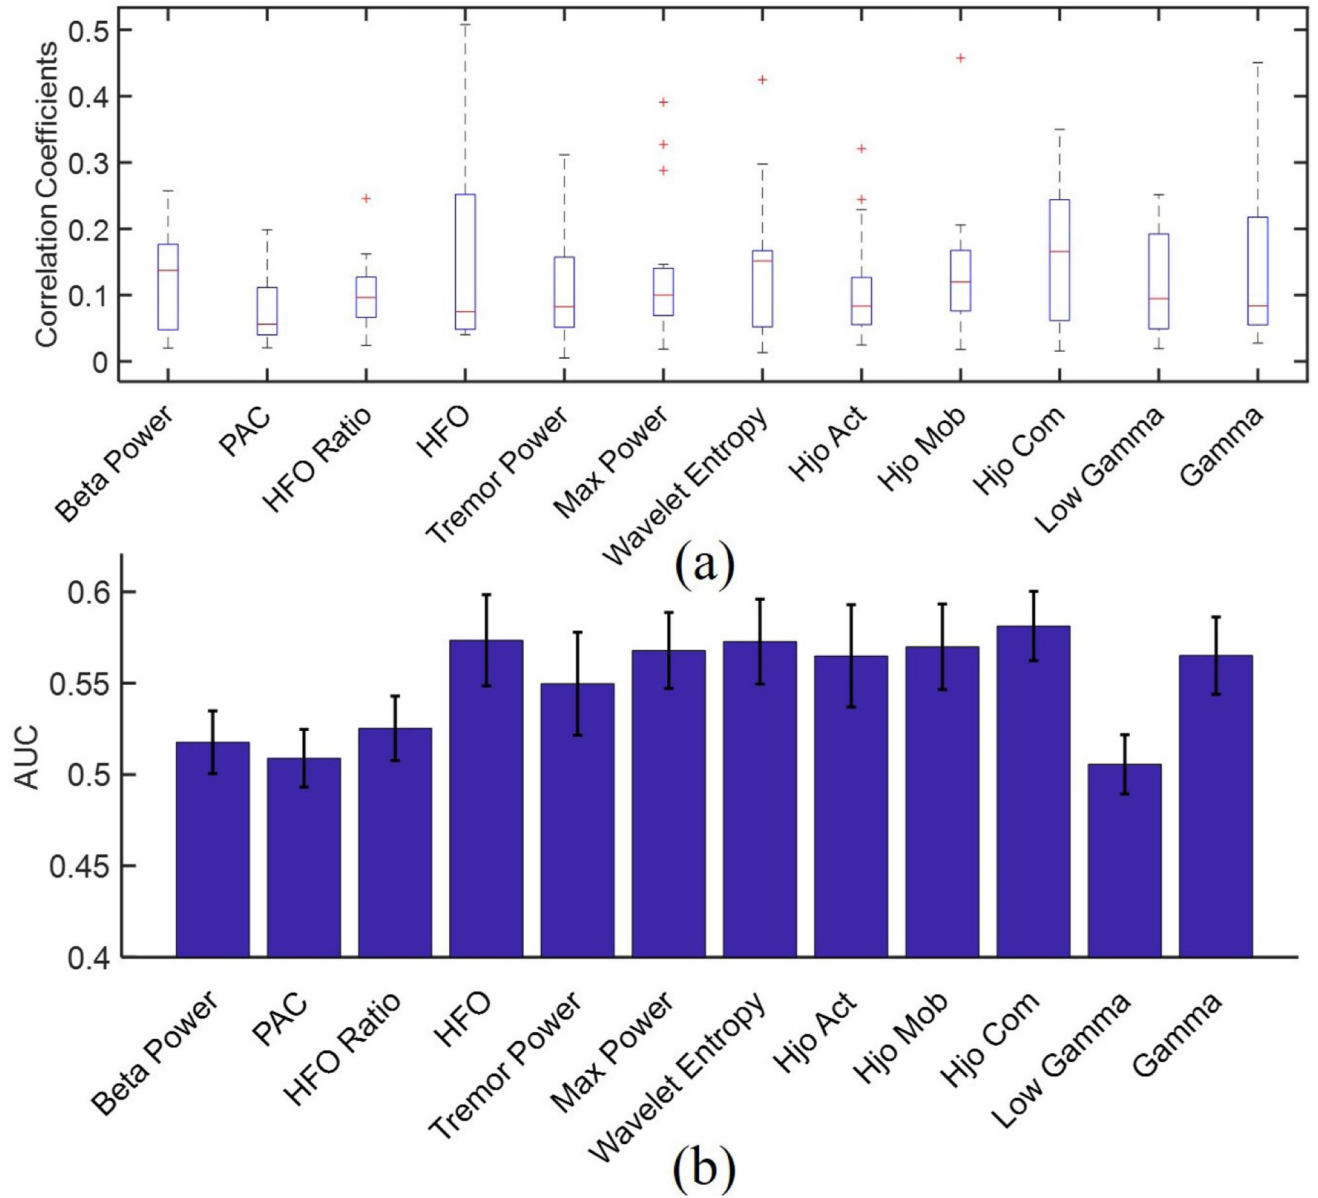 Correlation Coefficients
0.5
0.4
0.3
0.2
0.1
0
Beta Power
PAC
HFO Ratio
HFO
Tremor Power
Max Power
Wavelet Entropy
Hjo Act
Hjo Mob
Hjo Com
Low Gamma
Gamma
(a)
AUC
0.6
0.55
0.5
0.45
0.4
Beta Power
PAC
HFO Ratio
HFO
Tremor Power
Max Power
Wavelet Entropy
Hjo Act
Hjo Mob
Hjo Com
Low Gamma
Gamma
(b)